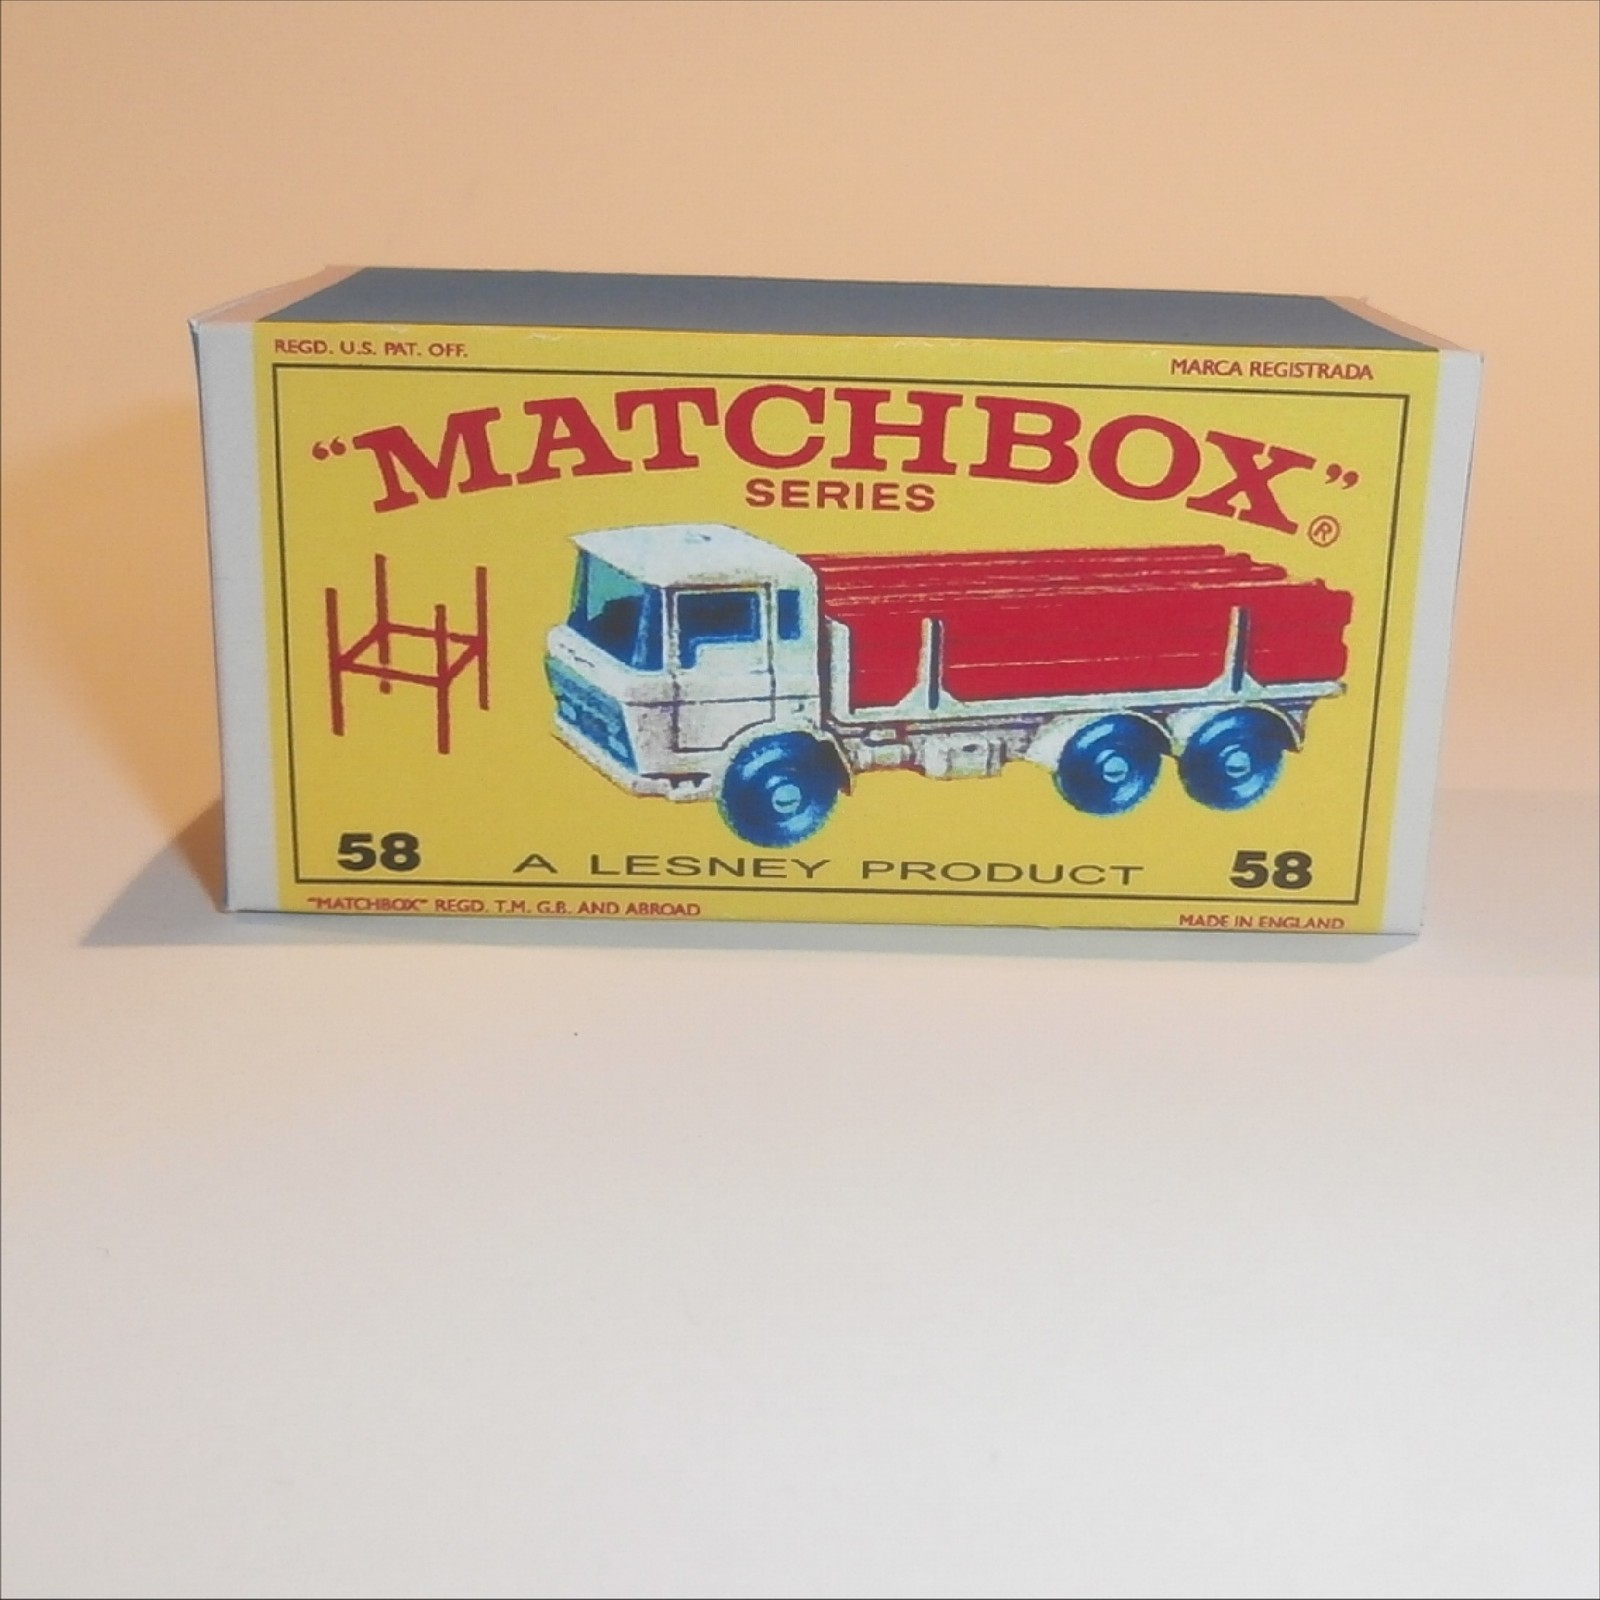 REGD. U.S. PAT. OFF.
MARCA REGISTRADA
“MATCHBOX”®
SERIES
58
A LESNEY PRODUCT
58
"MATCHBOX" REGD. T.M. G.B. AND ABROAD
MADE IN ENGLAND